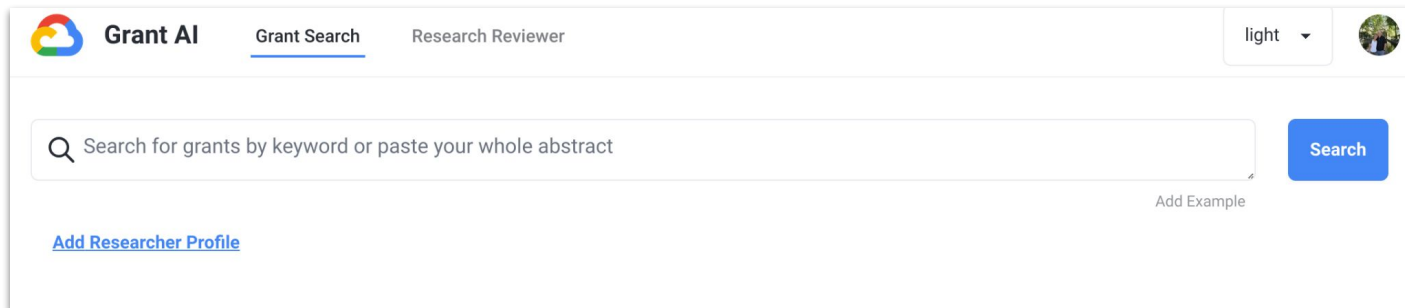 Grant AI Grant Search Research Reviewer light
Search for grants by keyword or paste your whole abstract
Search
Add Example
Add Researcher Profile